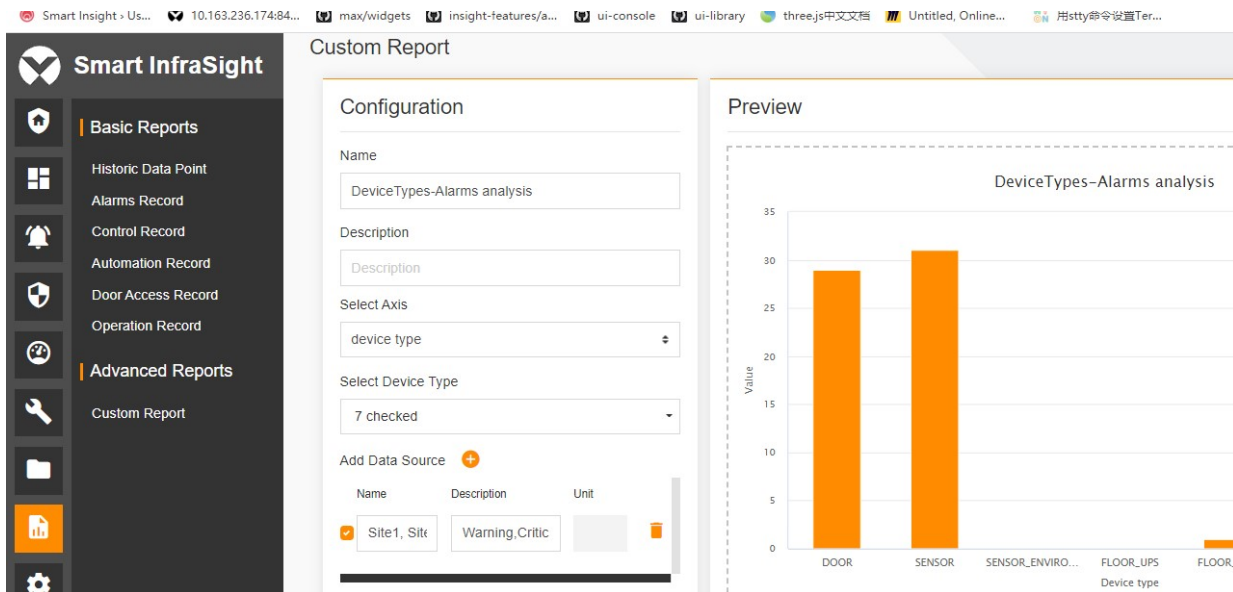 Smart Insight › Us... 10.163.236.174:84... max/widgets insight-features/a... ui-console ui-library three.js中文文档 Untitled, Online... 用stty命令设置Ter...
Smart InfraSight
Custom Report
Basic Reports
Historic Data Point
Alarms Record
Control Record
Automation Record
Door Access Record
Operation Record
Advanced Reports
Custom Report
Configuration
Name
DeviceTypes-Alarms analysis
Description
Description
Select Axis
device type
Select Device Type
7 checked
Add Data Source
Name Description Unit
Site1, Site Warning,Critic
Preview
DeviceTypes-Alarms analysis
35
30
25
20
15
10
5
0
Value
DOOR SENSOR SENSOR_ENVIRO... FLOOR_UPS FLOOR_
Device type